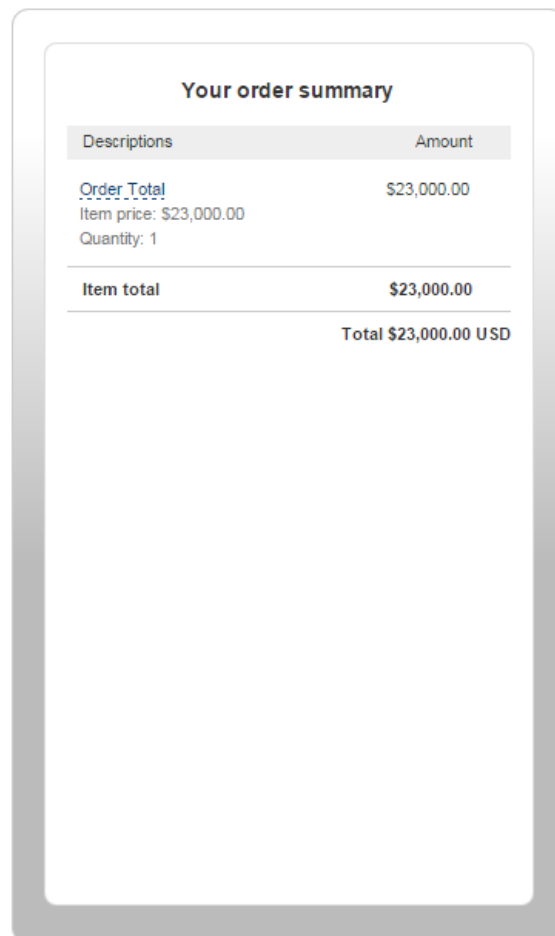 Your order summary
Descriptions Amount
Order Total $23,000.00
Item price: $23,000.00
Quantity: 1
Item total $23,000.00
Total $23,000.00 USD